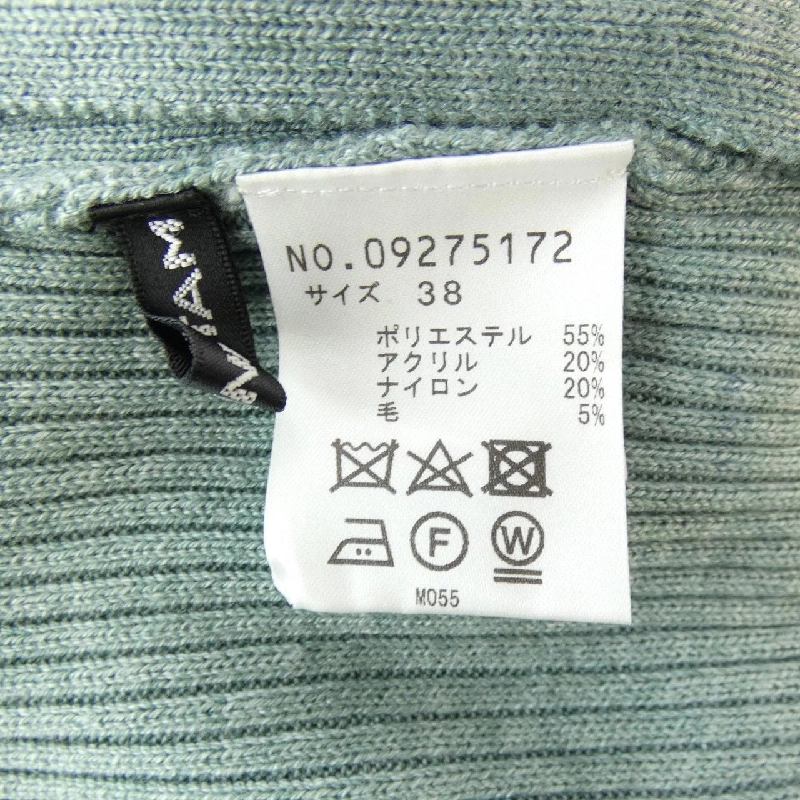 NO.09275172
サイズ 38
ポリエステル 55%
アクリル 20%
ナイロン 20%
毛 5%
F W
M055